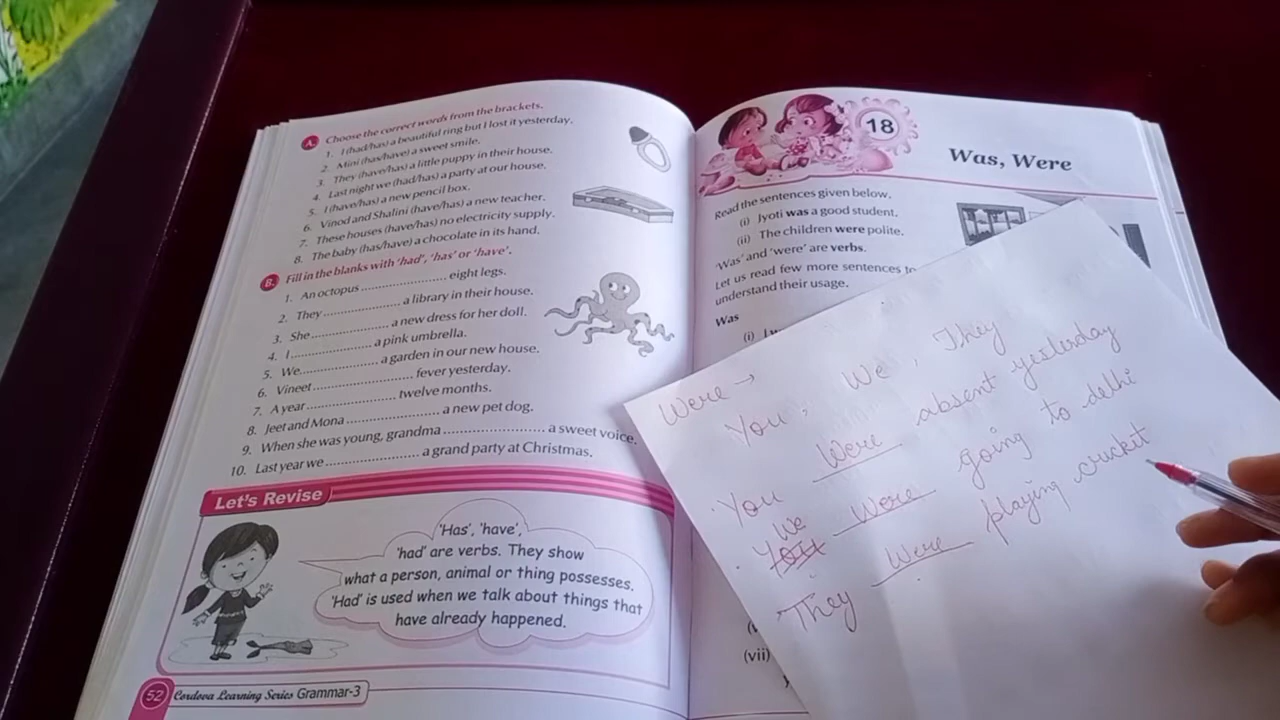 A. Choose the correct words from the brackets.
1. I (had/has) a beautiful ring but I lost it yesterday.
2. Mini (has/have) a sweet smile.
3. They (have/has) a little puppy in their house.
4. Last night we (had/has) a party at our house.
5. I (have/has) a new pencil box.
6. Vinod and Shalini (have/has) a new teacher.
7. These houses (have/has) no electricity supply.
8. The baby (has/have) a chocolate in its hand.
B. Fill in the blanks with 'had', 'has' or 'have'.
1. An octopus ........................ eight legs.
2. They ..................... a library in their house.
3. She ..................... a new dress for her doll.
4. I ...................... a pink umbrella.
5. We ...................... a garden in our new house.
6. Vineet ........................... fever yesterday.
7. A year ........................ twelve months.
8. Jeet and Mona ......................... a new pet dog.
9. When she was young, grandma ............................ a sweet voice.
10. Last year we ......................... a grand party at Christmas.
Let's Revise
'Has', 'have',
'had' are verbs. They show
what a person, animal or thing possesses.
'Had' is used when we talk about things that
have already happened.
52 Cordova Learning Series Grammar-3
18
Was, Were
Read the sentences given below.
(i) Jyoti was a good student.
(ii) The children were polite.
'Was' and 'were' are verbs.
Let us read few more sentences to
understand their usage.
Was
(i) I
(vii)
Were →
You, We, They
You Were absent yesterday
You We Were going to delhi
They Were playing crickit